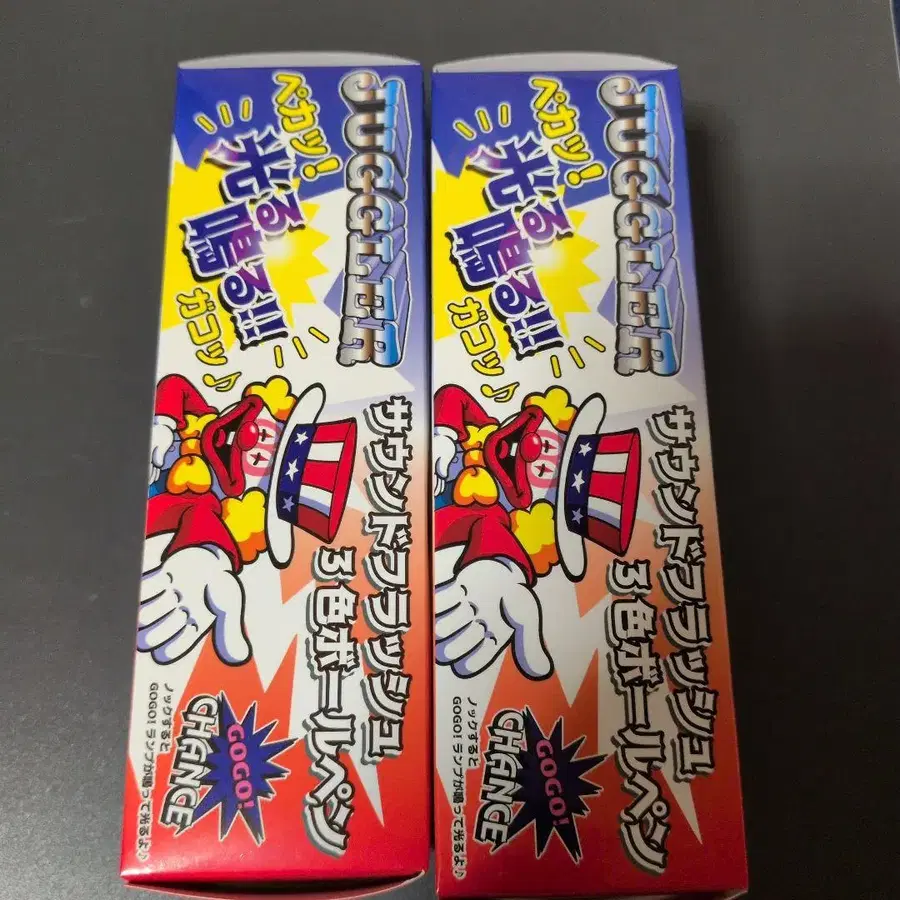 JUGGLER
ペカッ!
光る
鳴る!!
ガコッ♪
サウンドフラッシュ
3色ボールペン
GOGO!
CHANCE
ノックすると
GOGO!ランプが鳴って光るよ♪
JUGGLER
ペカッ!
光る
鳴る!!
ガコッ♪
サウンドフラッシュ
3色ボールペン
GOGO!
CHANCE
ノックすると
GOGO!ランプが鳴って光るよ♪